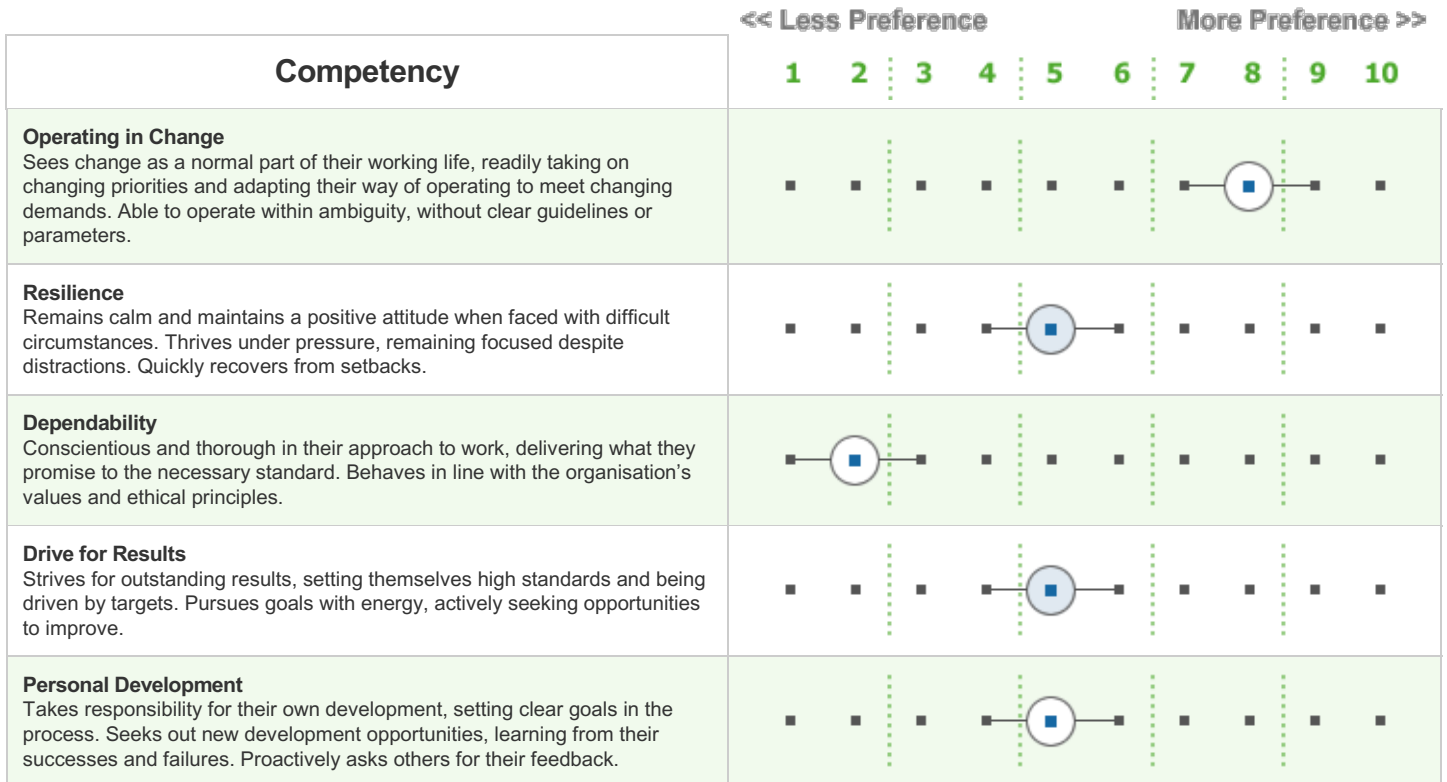 << Less Preference More Preference >>
Competency 1 2 3 4 5 6 7 8 9 10
Operating in Change
Sees change as a normal part of their working life, readily taking on
changing priorities and adapting their way of operating to meet changing
demands. Able to operate within ambiguity, without clear guidelines or
parameters.
Resilience
Remains calm and maintains a positive attitude when faced with difficult
circumstances. Thrives under pressure, remaining focused despite
distractions. Quickly recovers from setbacks.
Dependability
Conscientious and thorough in their approach to work, delivering what they
promise to the necessary standard. Behaves in line with the organisation’s
values and ethical principles.
Drive for Results
Strives for outstanding results, setting themselves high standards and being
driven by targets. Pursues goals with energy, actively seeking opportunities
to improve.
Personal Development
Takes responsibility for their own development, setting clear goals in the
process. Seeks out new development opportunities, learning from their
successes and failures. Proactively asks others for their feedback.